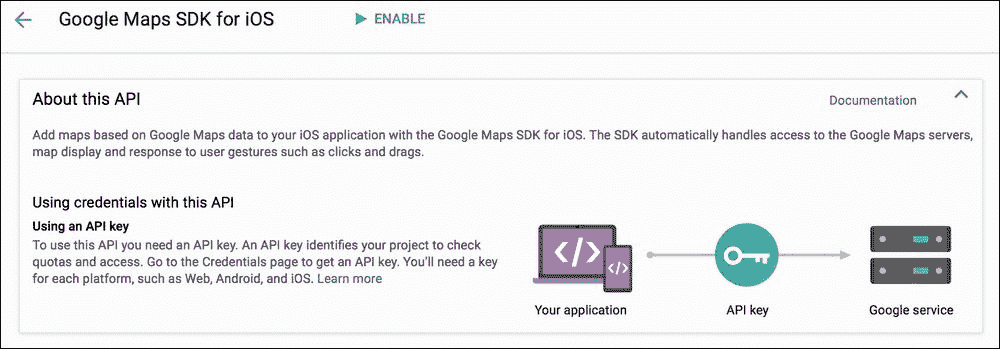 Google Maps SDK for iOS
ENABLE
About this API
Documentation
Add maps based on Google Maps data to your iOS application with the Google Maps SDK for iOS. The SDK automatically handles access to the Google Maps servers,
map display and response to user gestures such as clicks and drags.
Using credentials with this API
Using an API key
To use this API you need an API key. An API key identifies your project to check
quotas and access. Go to the Credentials page to get an API key. You'll need a key
for each platform, such as Web, Android, and iOS. Learn more
</>
</>
Your application
API key
Google service